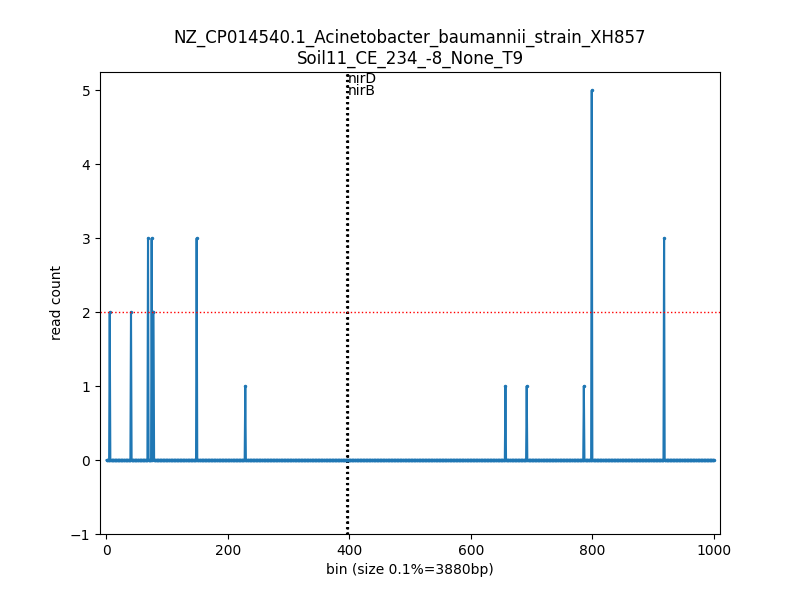 NZ_CP014540.1_Acinetobacter_baumannii_strain_XH857
Soil11_CE_234_-8_None_T9
nirD
nirB
5
4
3
2
1
0
−1
read count
0 200 400 600 800 1000
bin (size 0.1%=3880bp)